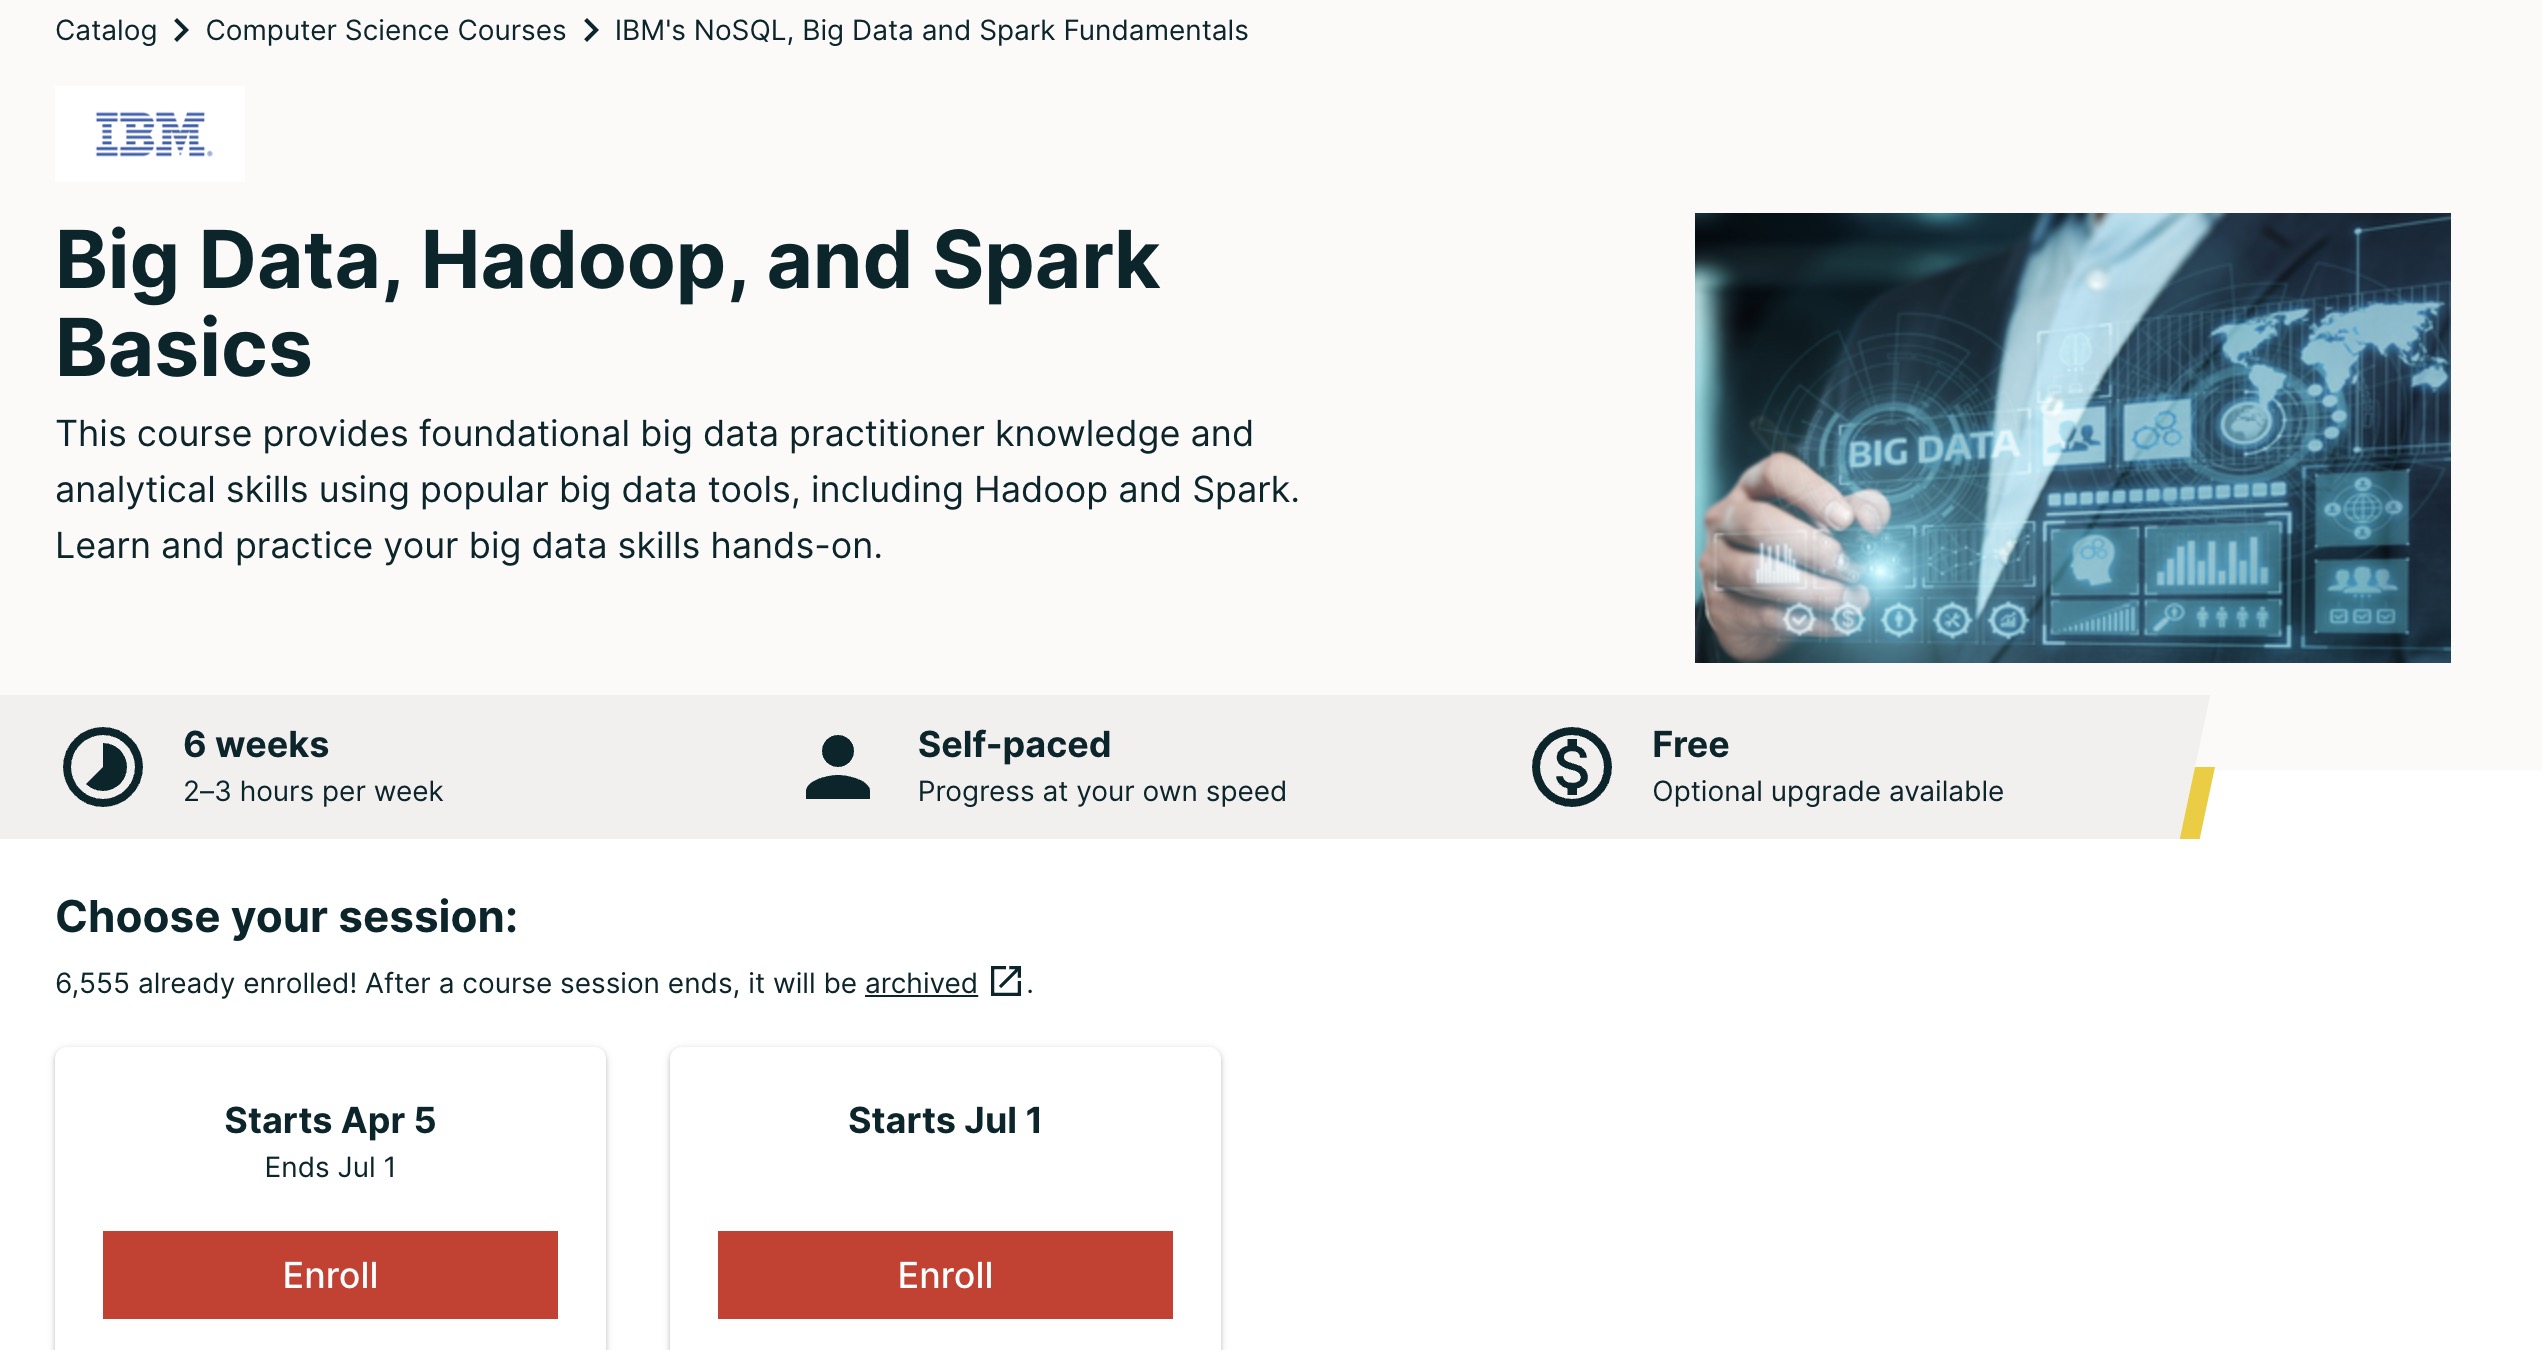 Catalog > Computer Science Courses > IBM's NoSQL, Big Data and Spark Fundamentals
IBM®
Big Data, Hadoop, and Spark
Basics
This course provides foundational big data practitioner knowledge and
analytical skills using popular big data tools, including Hadoop and Spark.
Learn and practice your big data skills hands-on.
BIG DATA
6 weeks
2–3 hours per week
Self-paced
Progress at your own speed
Free
Optional upgrade available
Choose your session:
6,555 already enrolled! After a course session ends, it will be archived.
Starts Apr 5
Ends Jul 1
Enroll
Starts Jul 1
Enroll